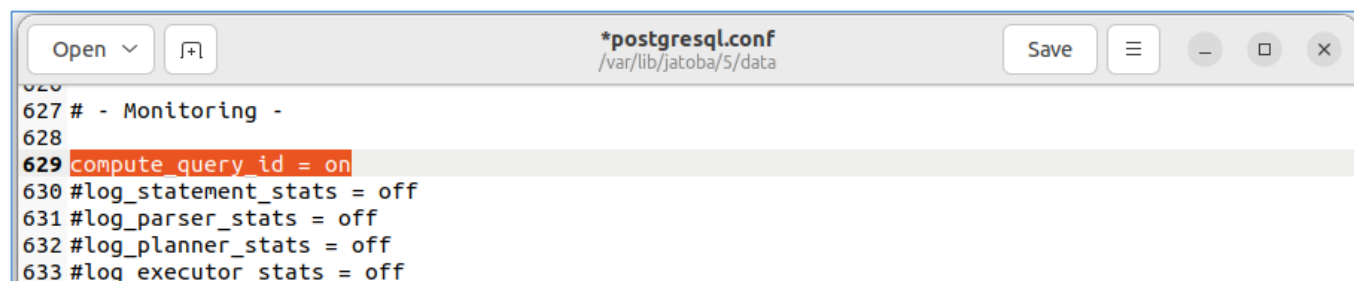 Open
*postgresql.conf
/var/lib/jatoba/5/data
Save
626
627 # - Monitoring -
628
629 compute_query_id = on
630 #log_statement_stats = off
631 #log_parser_stats = off
632 #log_planner_stats = off
633 #log_executor_stats = off